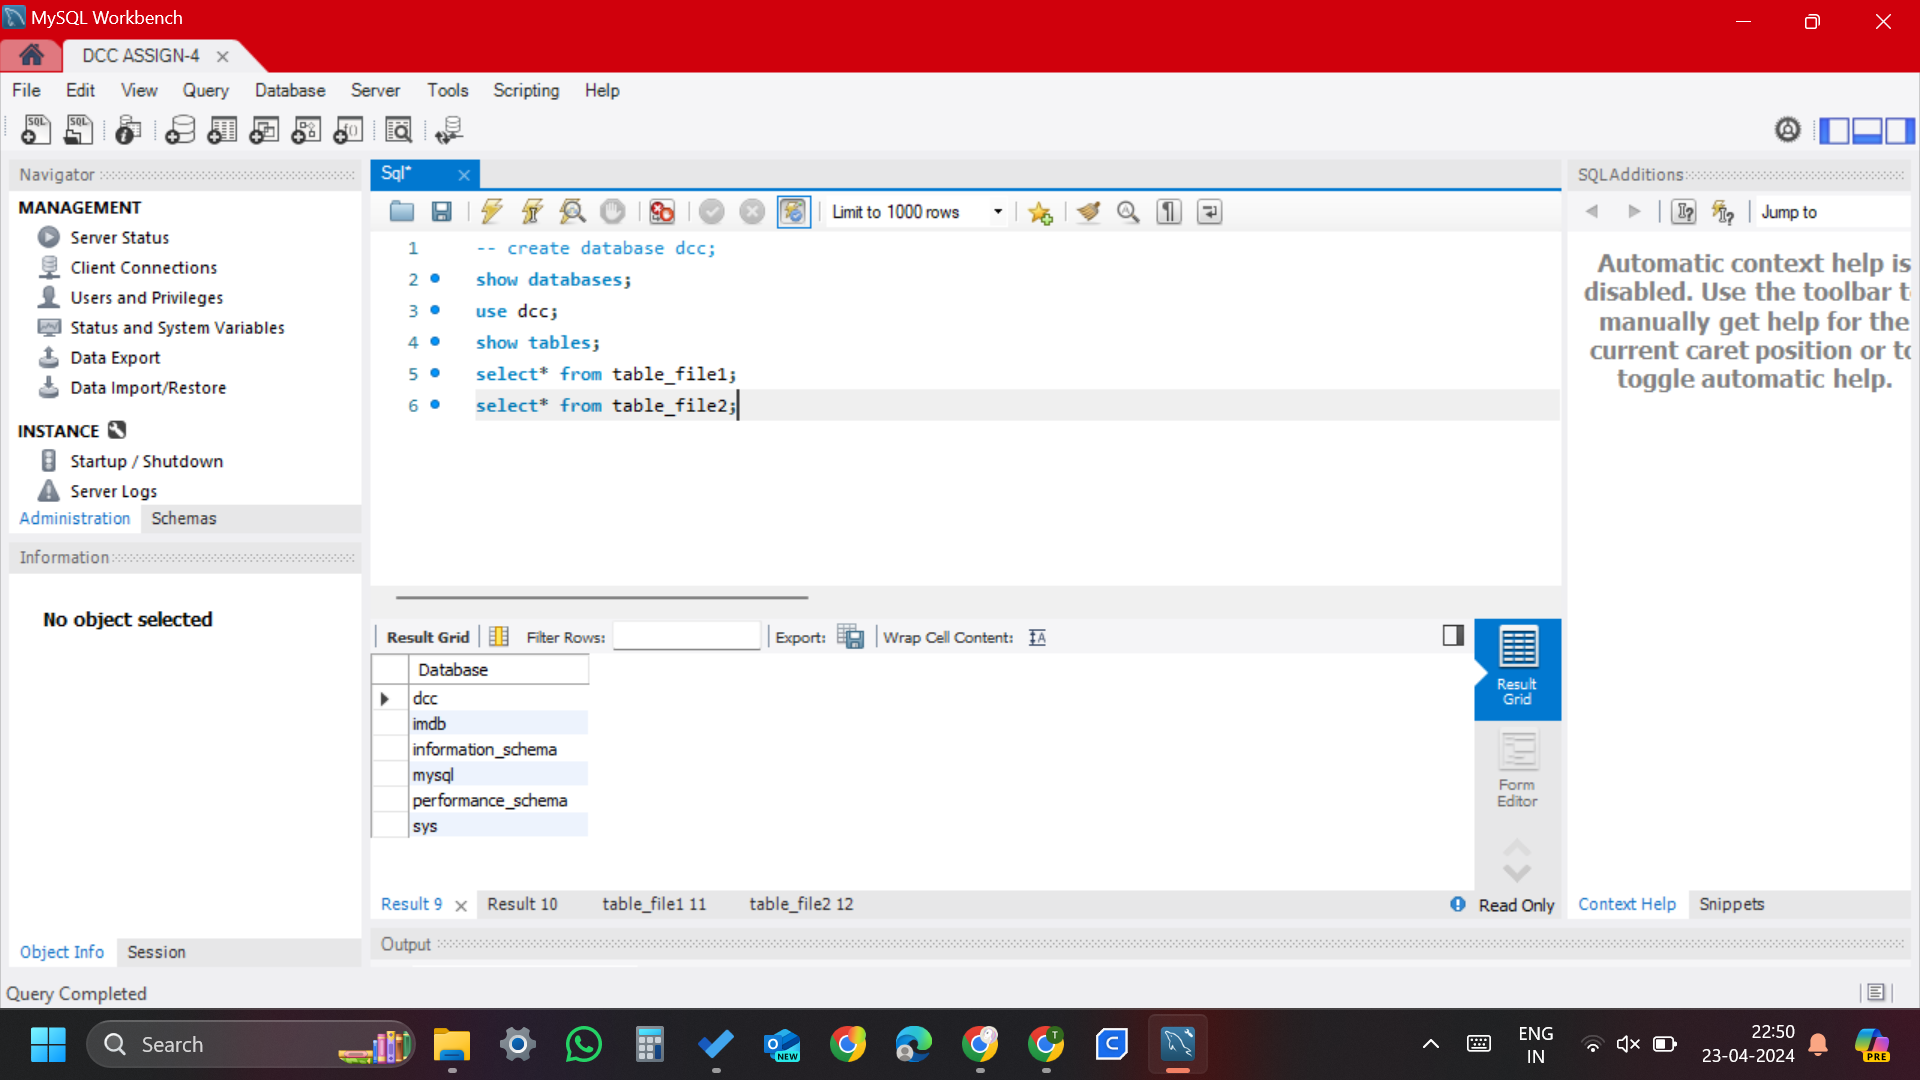 MySQL Workbench
DCC ASSIGN-4
File Edit View Query Database Server Tools Scripting Help
SQL SQL
Navigator
MANAGEMENT
Server Status
Client Connections
Users and Privileges
Status and System Variables
Data Export
Data Import/Restore
INSTANCE
Startup / Shutdown
Server Logs
Administration Schemas
Information
No object selected
Object Info Session
Query Completed
Sql*
Limit to 1000 rows
1 -- create database dcc;
2 show databases;
3 use dcc;
4 show tables;
5 select* from table_file1;
6 select* from table_file2;
Result Grid Filter Rows: Export: Wrap Cell Content:
Database
dcc
imdb
information_schema
mysql
performance_schema
sys
Result
Grid
Form
Editor
Result 9 Result 10 table_file1 11 table_file2 12
Read Only
Output
SQLAdditions
Jump to
Automatic context help is
disabled. Use the toolbar
manually get help for the
current caret position or
toggle automatic help.
Context Help Snippets
Search
NEW
T
C
ENG
IN
22:50
23-04-2024
PRE